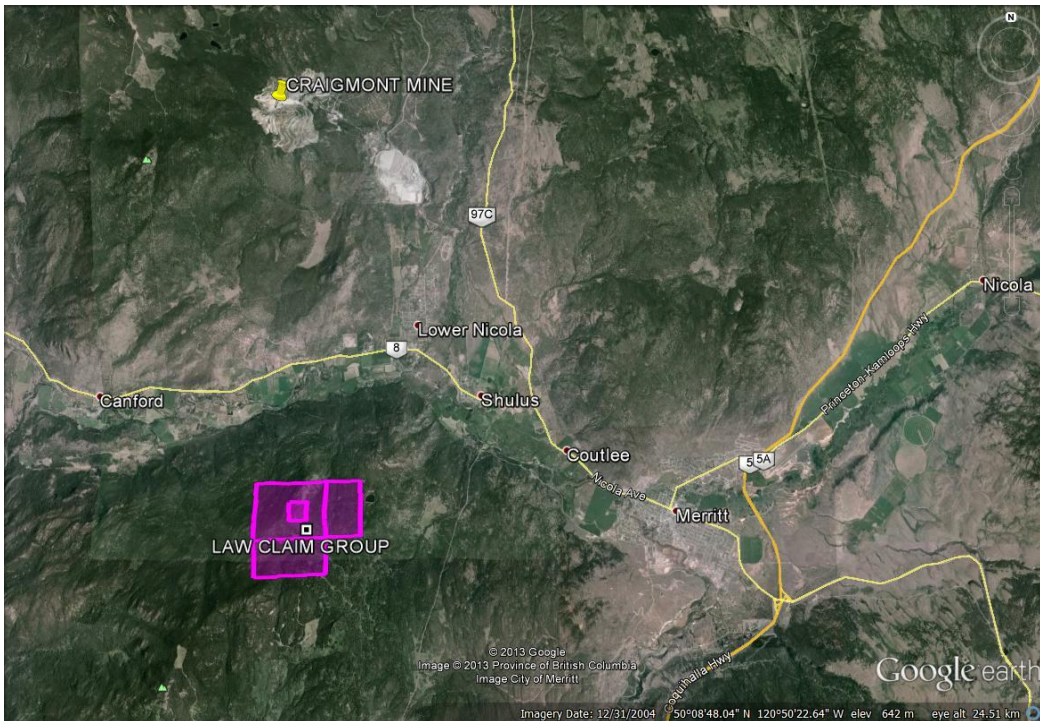 N
CRAIGMONT MINE
97C
Nicola
Lower Nicola
8
Princeton-Kamloops Hwy
Canford
Shulus
Coutlee
5
5A
Nicola Ave
Merritt
LAW CLAIM GROUP
© 2013 Google
Image © 2013 Province of British Columbia
Image City of Merritt
Coquihalla Hwy
Google earth
Imagery Date: 12/31/2004 50°08'48.04" N 120°50'22.64" W elev 642 m eye alt 24.51 km